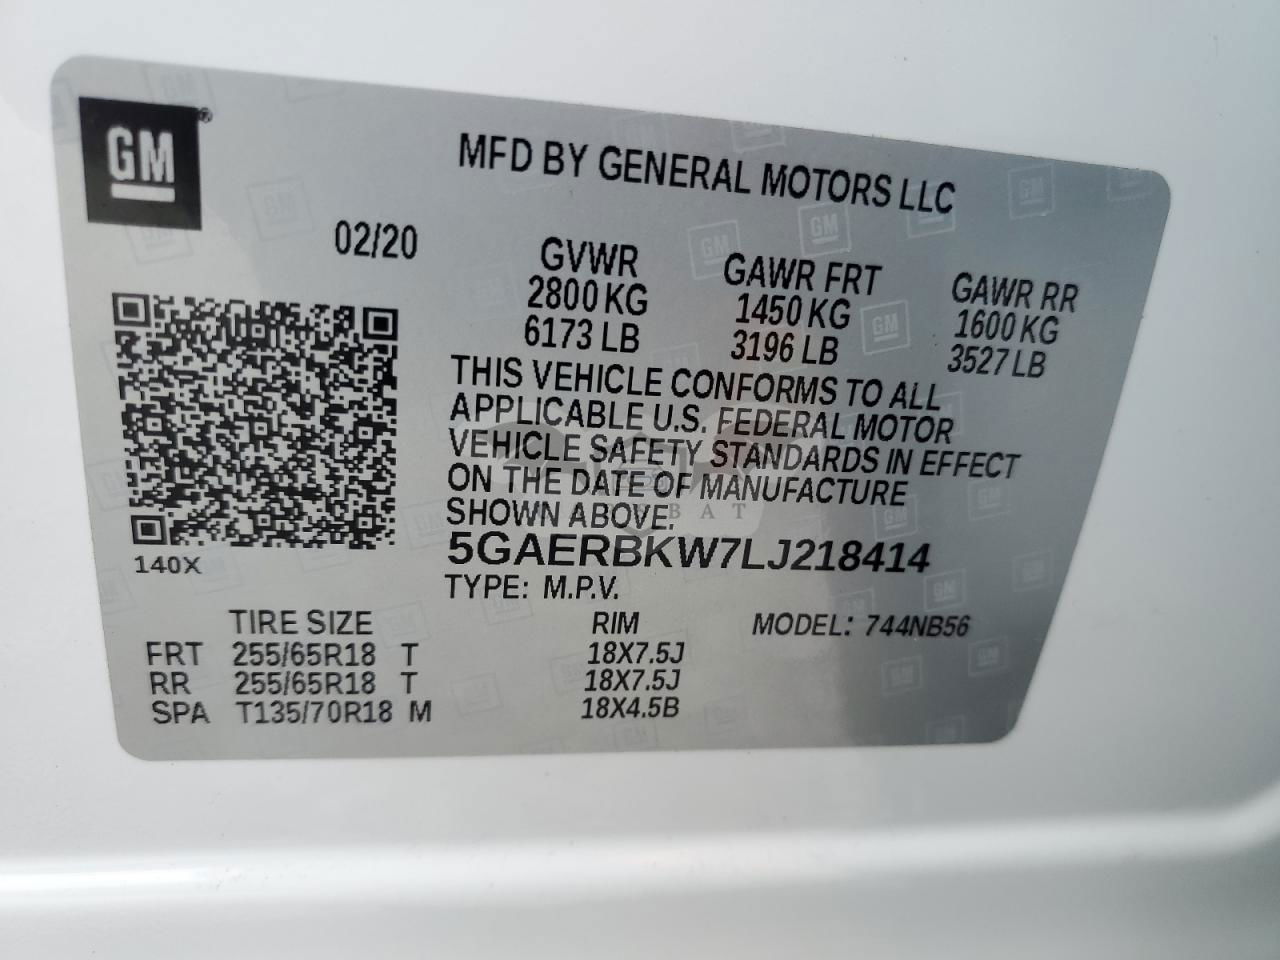 GM®
MFD BY GENERAL MOTORS LLC
02/20
GVWR GAWR FRT GAWR RR
2800 KG 1450 KG 1600 KG
6173 LB 3196 LB 3527 LB
THIS VEHICLE CONFORMS TO ALL
APPLICABLE U.S. FEDERAL MOTOR
VEHICLE SAFETY STANDARDS IN EFFECT
ON THE DATE OF MANUFACTURE
SHOWN ABOVE.
5GAERBKW7LJ218414
140X
TYPE: M.P.V.
TIRE SIZE RIM MODEL: 744NB56
FRT 255/65R18 T 18X7.5J
RR 255/65R18 T 18X7.5J
SPA T135/70R18 M 18X4.5B